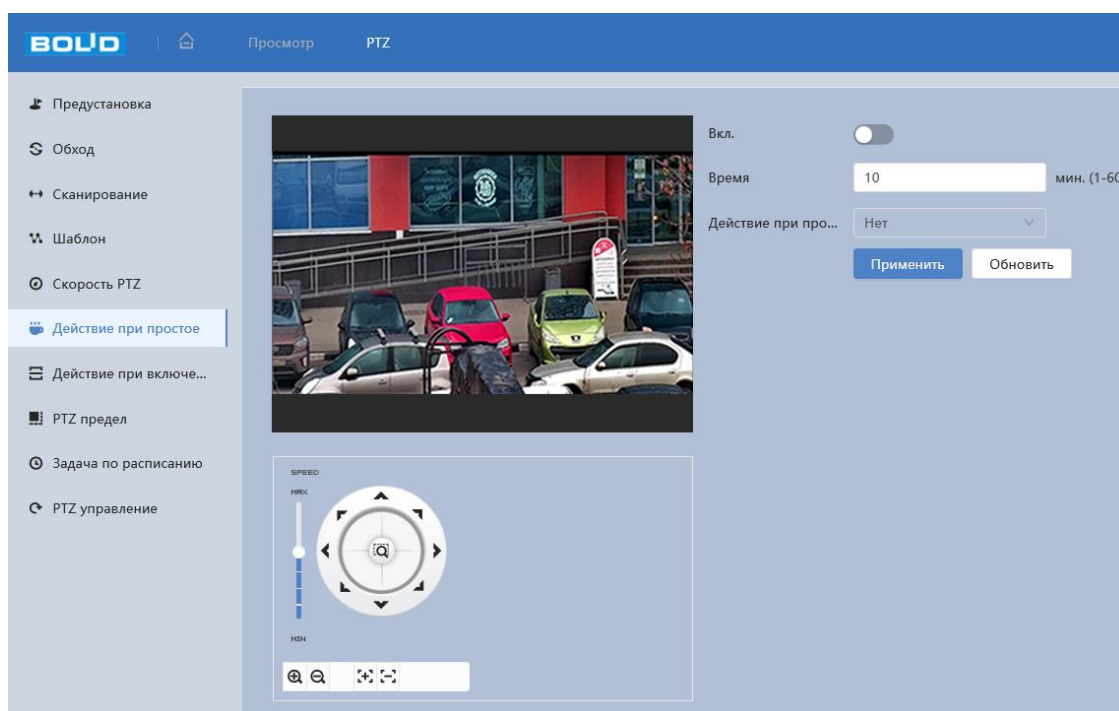 BOLID
Просмотр
PTZ
Предустановка
Обход
Сканирование
Шаблон
Скорость PTZ
Действие при простое
Действие при включе...
PTZ предел
Задача по расписанию
PTZ управление
Вкл.
Время
10
мин. (1-60
Действие при про...
Нет
Применить
Обновить
SPEED
MAX
MIN